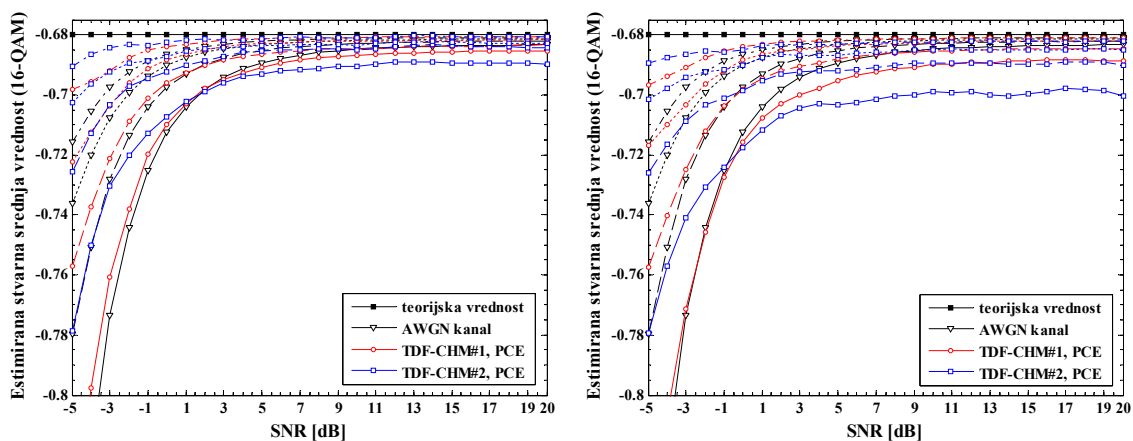 Estimirana stvarna srednja vrednost (16-QAM)
-0.68
-0.7
-0.72
-0.74
-0.76
-0.78
-0.8
teorijska vrednost
AWGN kanal
TDF-CHM#1, PCE
TDF-CHM#2, PCE
-5 -3 -1 1 3 5 7 9 11 13 15 17 19 20
SNR [dB]
Estimirana stvarna srednja vrednost (16-QAM)
-0.68
-0.7
-0.72
-0.74
-0.76
-0.78
-0.8
teorijska vrednost
AWGN kanal
TDF-CHM#1, PCE
TDF-CHM#2, PCE
-5 -3 -1 1 3 5 7 9 11 13 15 17 19 20
SNR [dB]